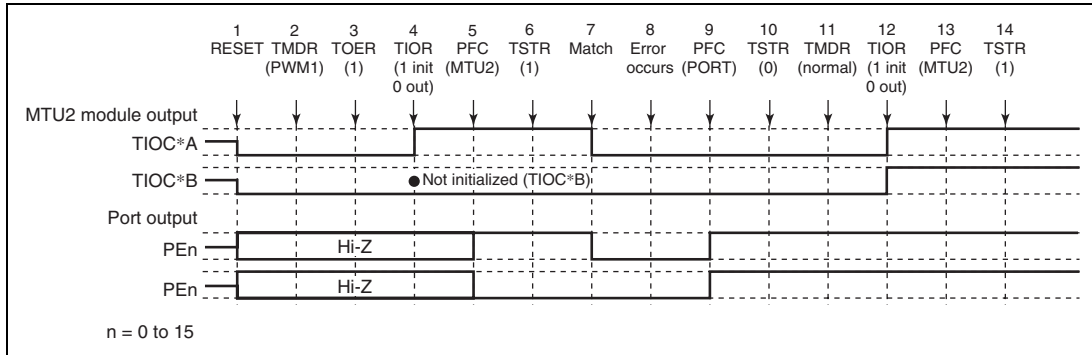 1 2 3 4 5 6 7 8 9 10 11 12 13 14
RESET TMDR TOER TIOR PFC TSTR Match Error PFC TSTR TMDR TIOR PFC TSTR
(PWM1) (1) (1 init (MTU2) (1) occurs (PORT) (0) (normal) (1 init (MTU2) (1)
0 out) 0 out)
MTU2 module output
TIOC*A
TIOC*B ● Not initialized (TIOC*B)
Port output
PEn Hi-Z
PEn Hi-Z
n = 0 to 15